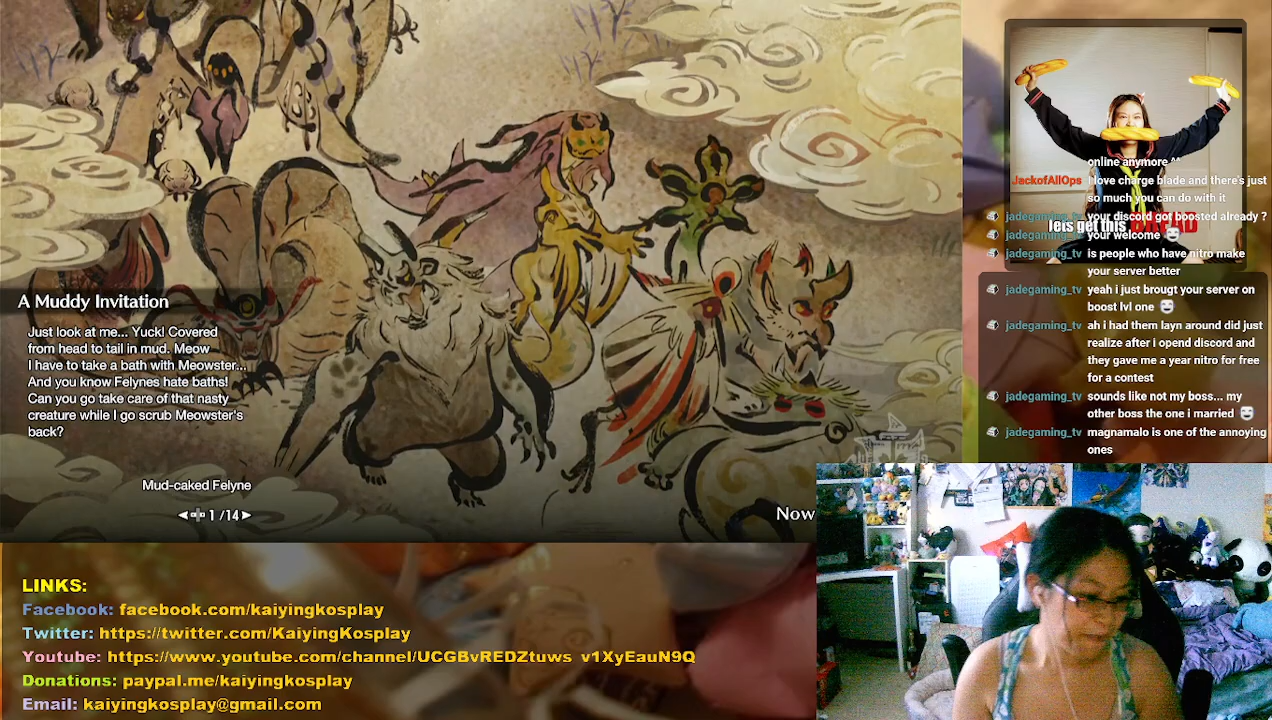 A Muddy Invitation
Just look at me... Yuck! Covered
from head to tail in mud. Meow
I have to take a bath with Meowster...
And you know Felynes hate baths!
Can you go take care of that nasty
creature while I go scrub Meowster's
back?
Mud-caked Felyne
1 /14
Now
online anymore ^^
JackofAllOps I love charge blade and there's just
so much you can do with it
jadegaming_tv your discord got boosted already ?
lets get this BREAD
jadegaming_tv your welcome
jadegaming_tv is people who have nitro make
your server better
jadegaming_tv yeah i just brougt your server on
boost lvl one
jadegaming_tv ah i had them layn around did just
realize after i opend discord and
they gave me a year nitro for free
for a contest
jadegaming_tv sounds like not my boss... my
other boss the one i married
jadegaming_tv magnamalo is one of the annoying
ones
LINKS:
Facebook: facebook.com/kaiyingkosplay
Twitter: https://twitter.com/KaiyingKosplay
Youtube: https://www.youtube.com/channel/UCGBvREDZtuws_v1XyEauN9Q
Donations: paypal.me/kaiyingkosplay
Email: kaiyingkosplay@gmail.com